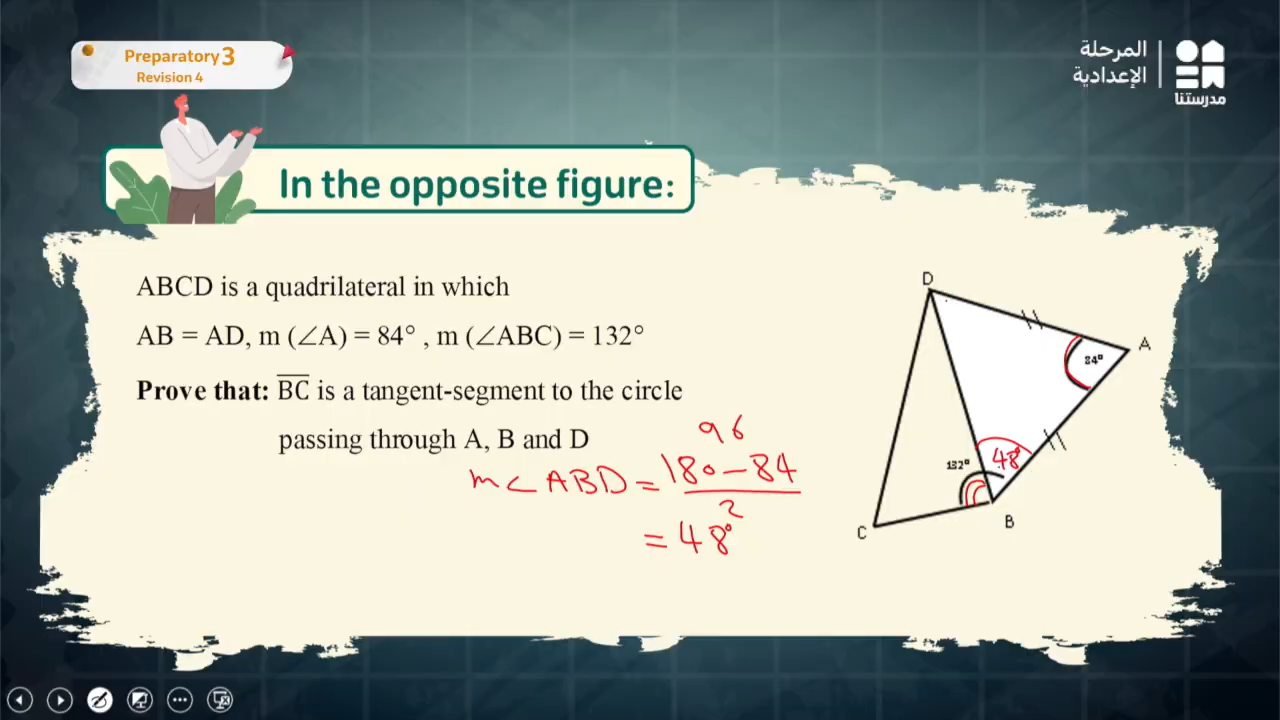 Preparatory 3
Revision 4
المرحلة
الإعدادية
مدرستنا
In the opposite figure:
ABCD is a quadrilateral in which
AB = AD, m (∠A) = 84° , m (∠ABC) = 132°
Prove that: B̅C̅ is a tangent-segment to the circle
passing through A, B and D
96
m∠ABD = 180 − 84
2
= 48°
D
A
84°
132°
48°
B
C